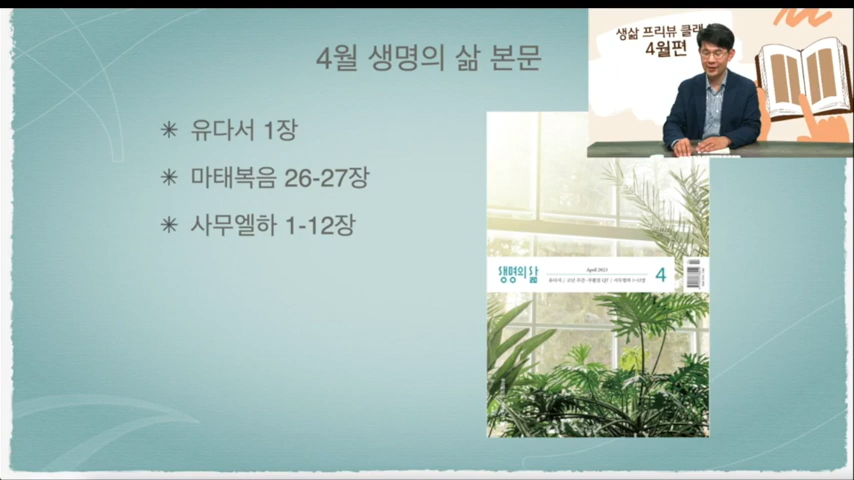 4월 생명의 삶 본문
✳ 유다서 1장
✳ 마태복음 26-27장
✳ 사무엘하 1-12장
생삶 프리뷰 클래
4월편
생명의 삶
April 2023
4